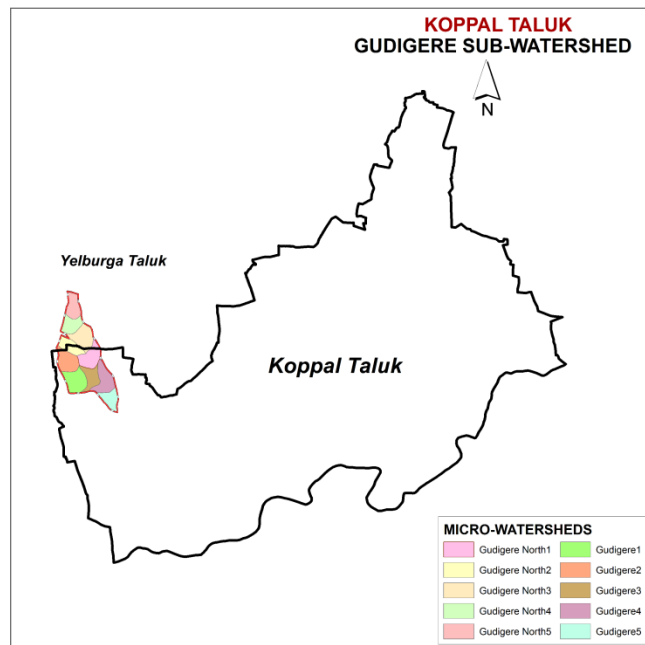 KOPPAL TALUK
GUDIGERE SUB-WATERSHED
N
Yelburga Taluk
Koppal Taluk
MICRO-WATERSHEDS
Gudigere North1
Gudigere North2
Gudigere North3
Gudigere North4
Gudigere North5
Gudigere1
Gudigere2
Gudigere3
Gudigere4
Gudigere5